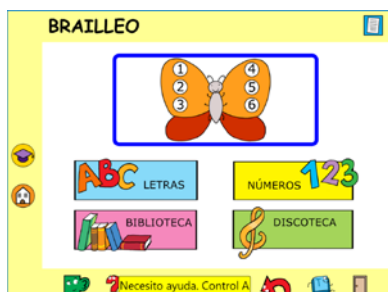 BRAILLEO
1 4
2 5
3 6
ABC LETRAS
NÚMEROS 123
BIBLIOTECA
DISCOTECA
Necesito ayuda. Control A